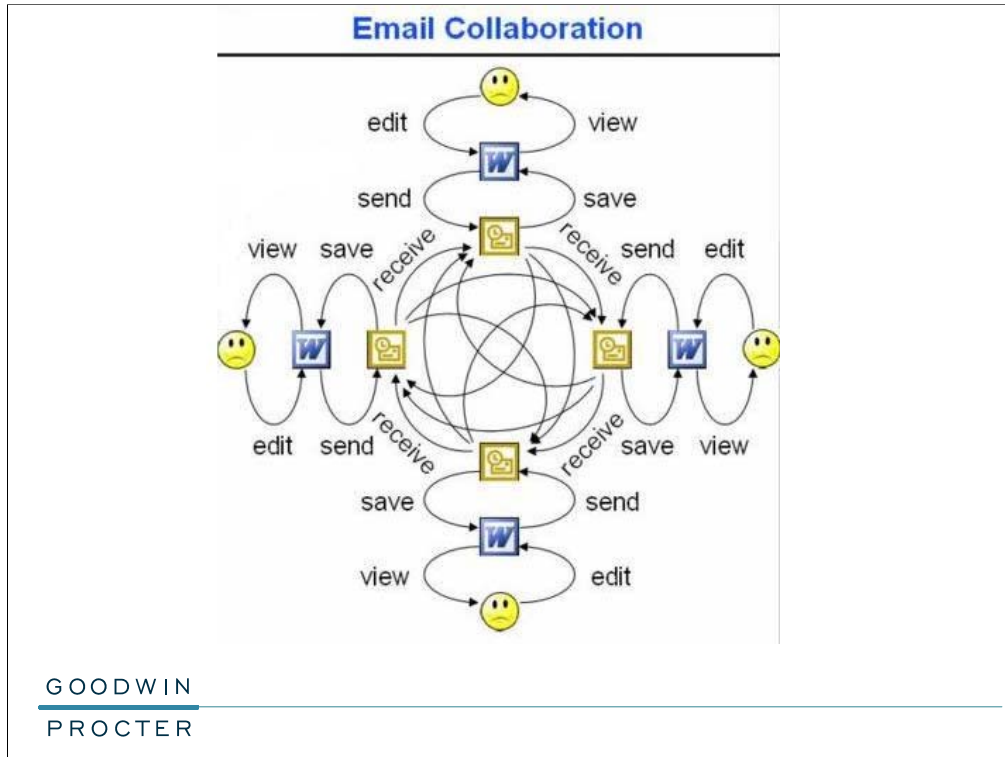 Email Collaboration
edit
view
W
send
save
view
save
receive
receive
send
edit
W
W
edit
send
receive
receive
save
view
save
send
W
view
edit
GOODWIN
PROCTER